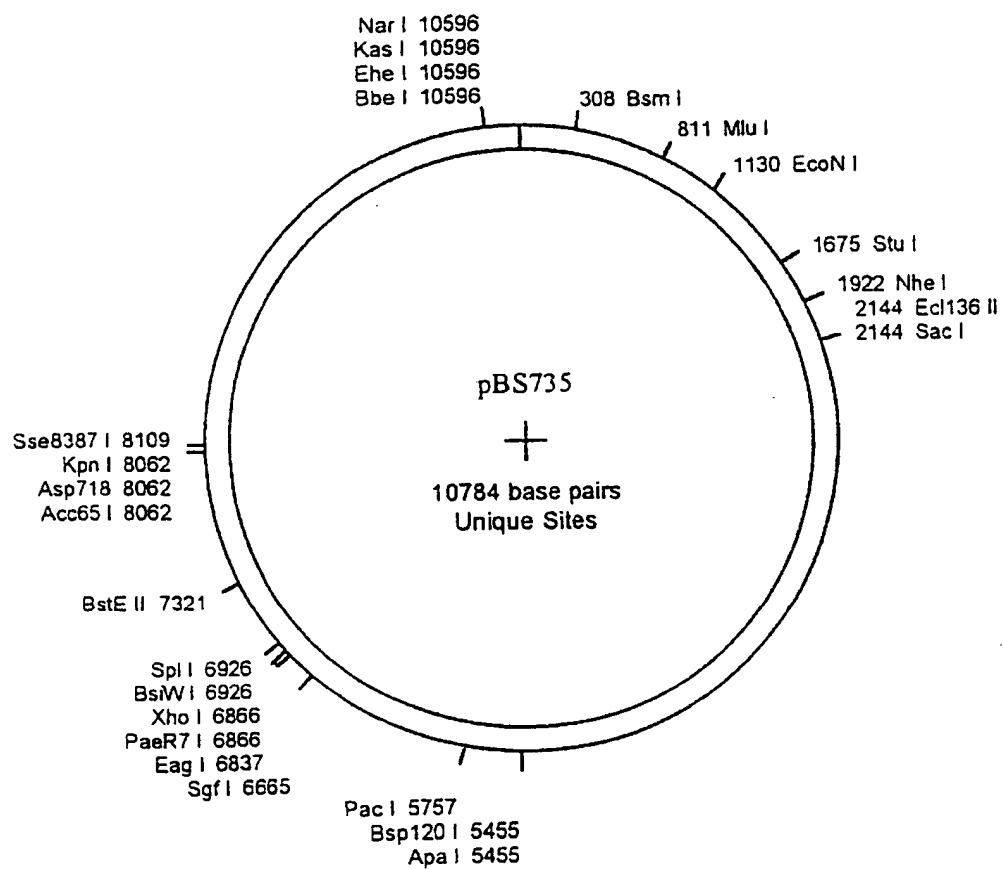 Nar I 10596
Kas I 10596
Ehe I 10596
Bbe I 10596
308 Bsm I
811 Mlu I
1130 EcoN I
1675 Stu I
1922 Nhe I
2144 Ecl136 II
2144 Sac I
pBS735
10784 base pairs
Unique Sites
Sse8387 I 8109
Kpn I 8062
Asp718 8062
Acc65 I 8062
BstE II 7321
Spl I 6926
BsiW I 6926
Xho I 6866
PaeR7 I 6866
Eag I 6837
Sgf I 6665
Pac I 5757
Bsp120 I 5455
Apa I 5455